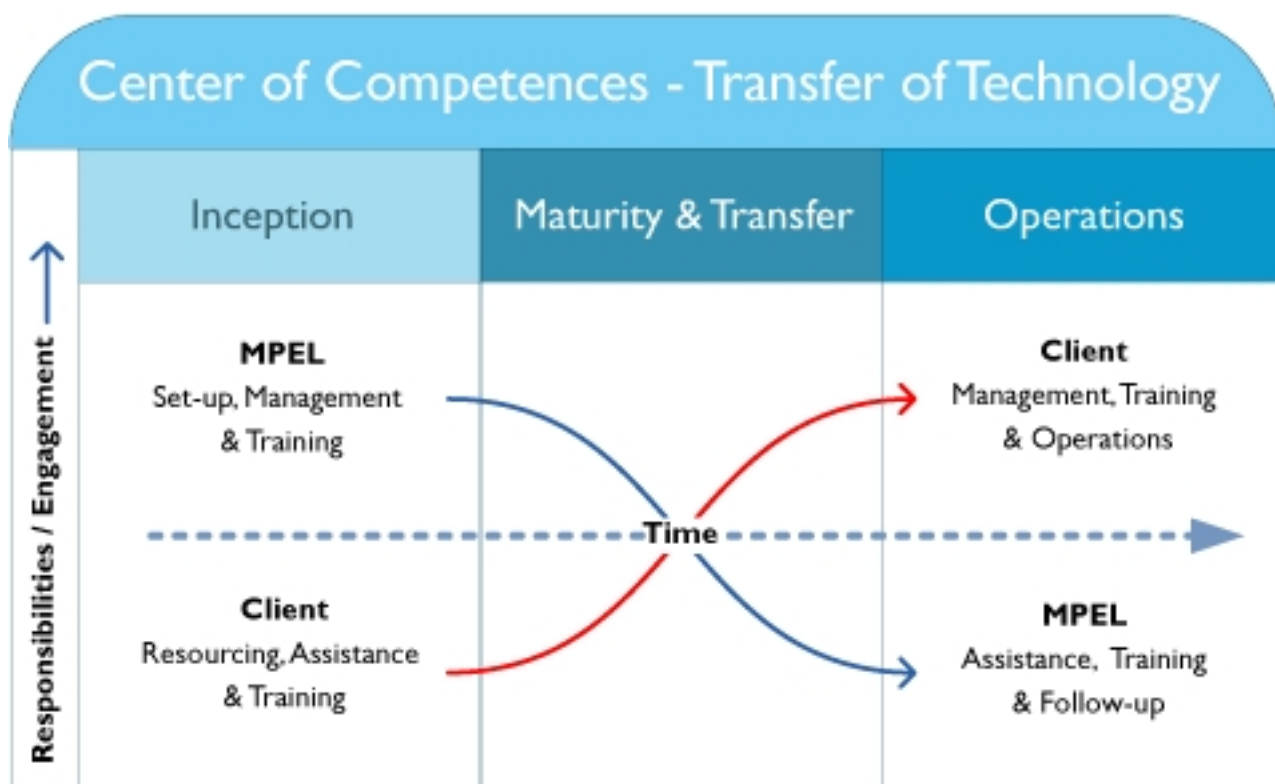 Center of Competences - Transfer of Technology
Inception
Maturity & Transfer
Operations
Responsibilities / Engagement
MPEL
Set-up, Management
& Training
Client
Management, Training
& Operations
Time
Client
Resourcing, Assistance
& Training
MPEL
Assistance, Training
& Follow-up